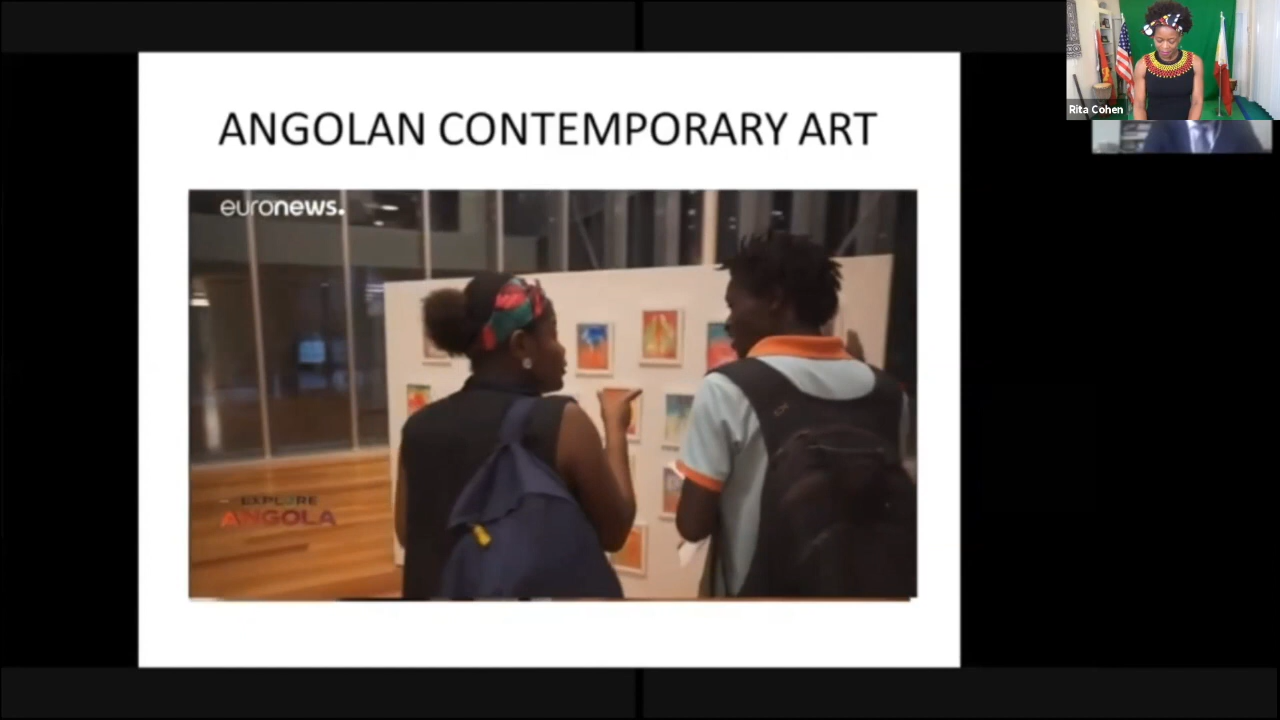 ANGOLAN CONTEMPORARY ART
euronews.
EXPLORE
ANGOLA
Rita Cohen